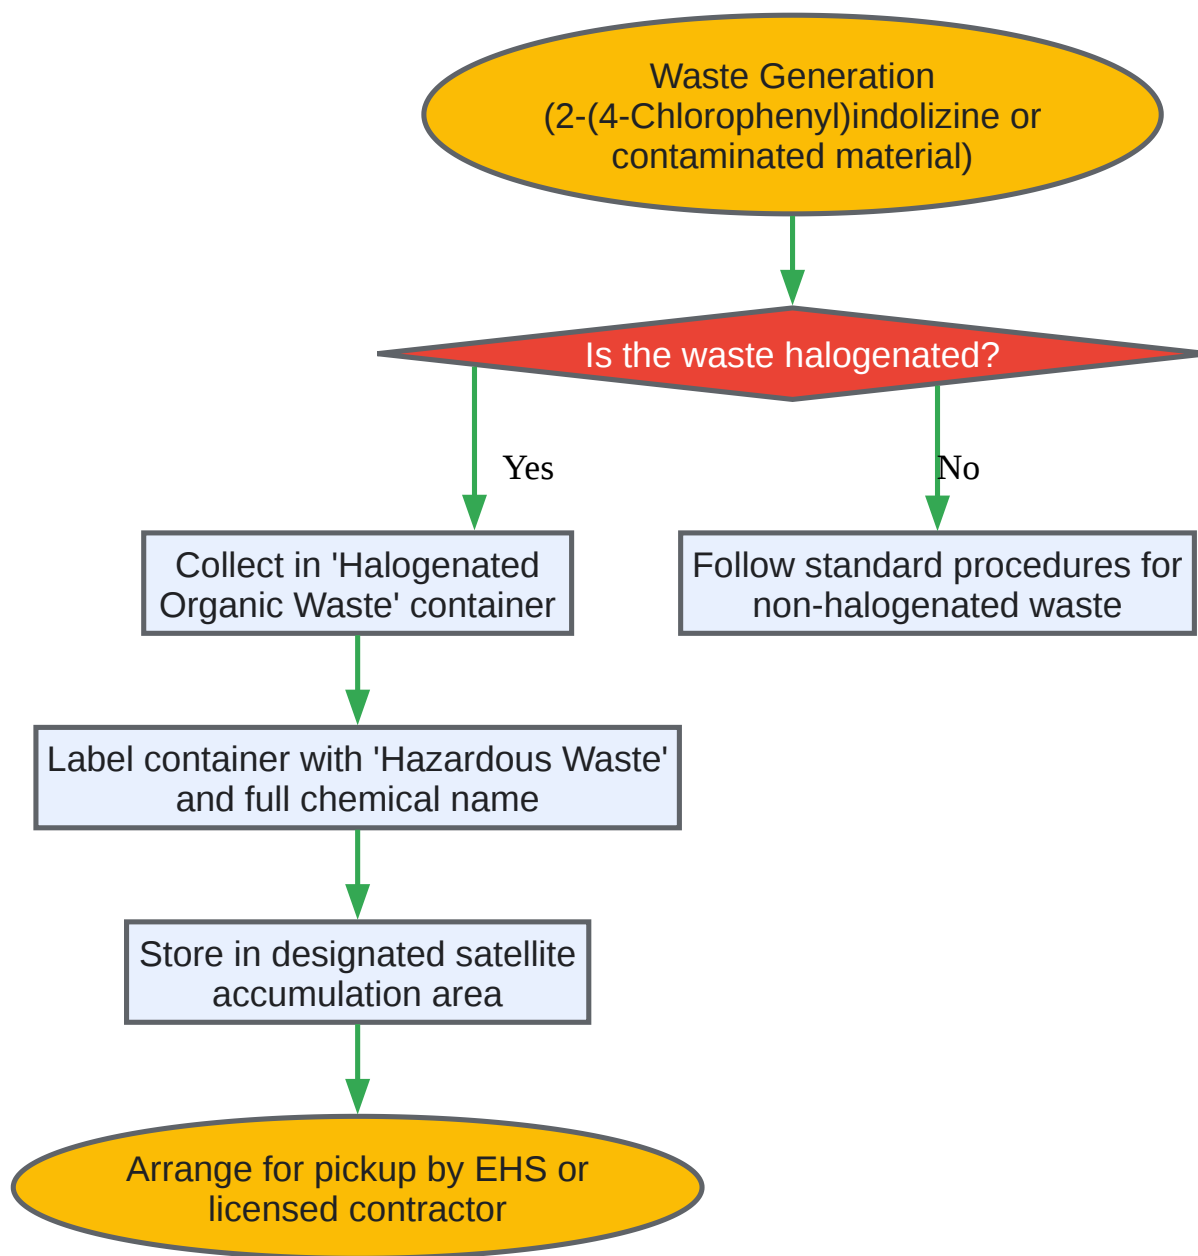 Waste Generation
(2-(4-Chlorophenyl)indolizine or
contaminated material)
Is the waste halogenated?
Yes
No
Collect in 'Halogenated
Organic Waste' container
Follow standard procedures for
non-halogenated waste
Label container with 'Hazardous Waste'
and full chemical name
Store in designated satellite
accumulation area
Arrange for pickup by EHS or
licensed contractor